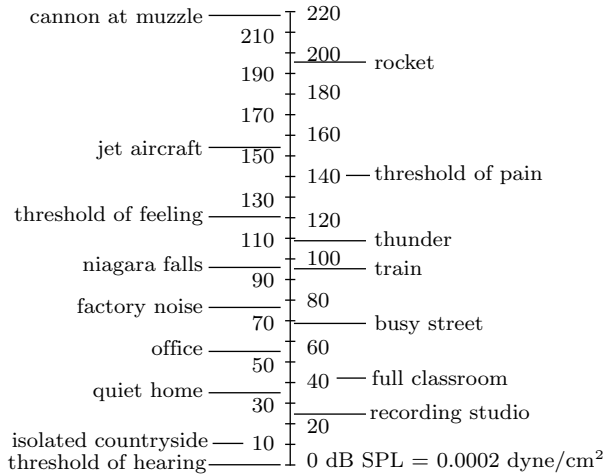 cannon at muzzle 220
210
200
rocket
190
180
170
160
jet aircraft
150
140 threshold of pain
130
threshold of feeling 120
110 thunder
niagara falls 100
train
90
factory noise 80
70 busy street
office 60
50
40 full classroom
quiet home
30 recording studio
20
isolated countryside 10
threshold of hearing 0 dB SPL = 0.0002 dyne/cm²